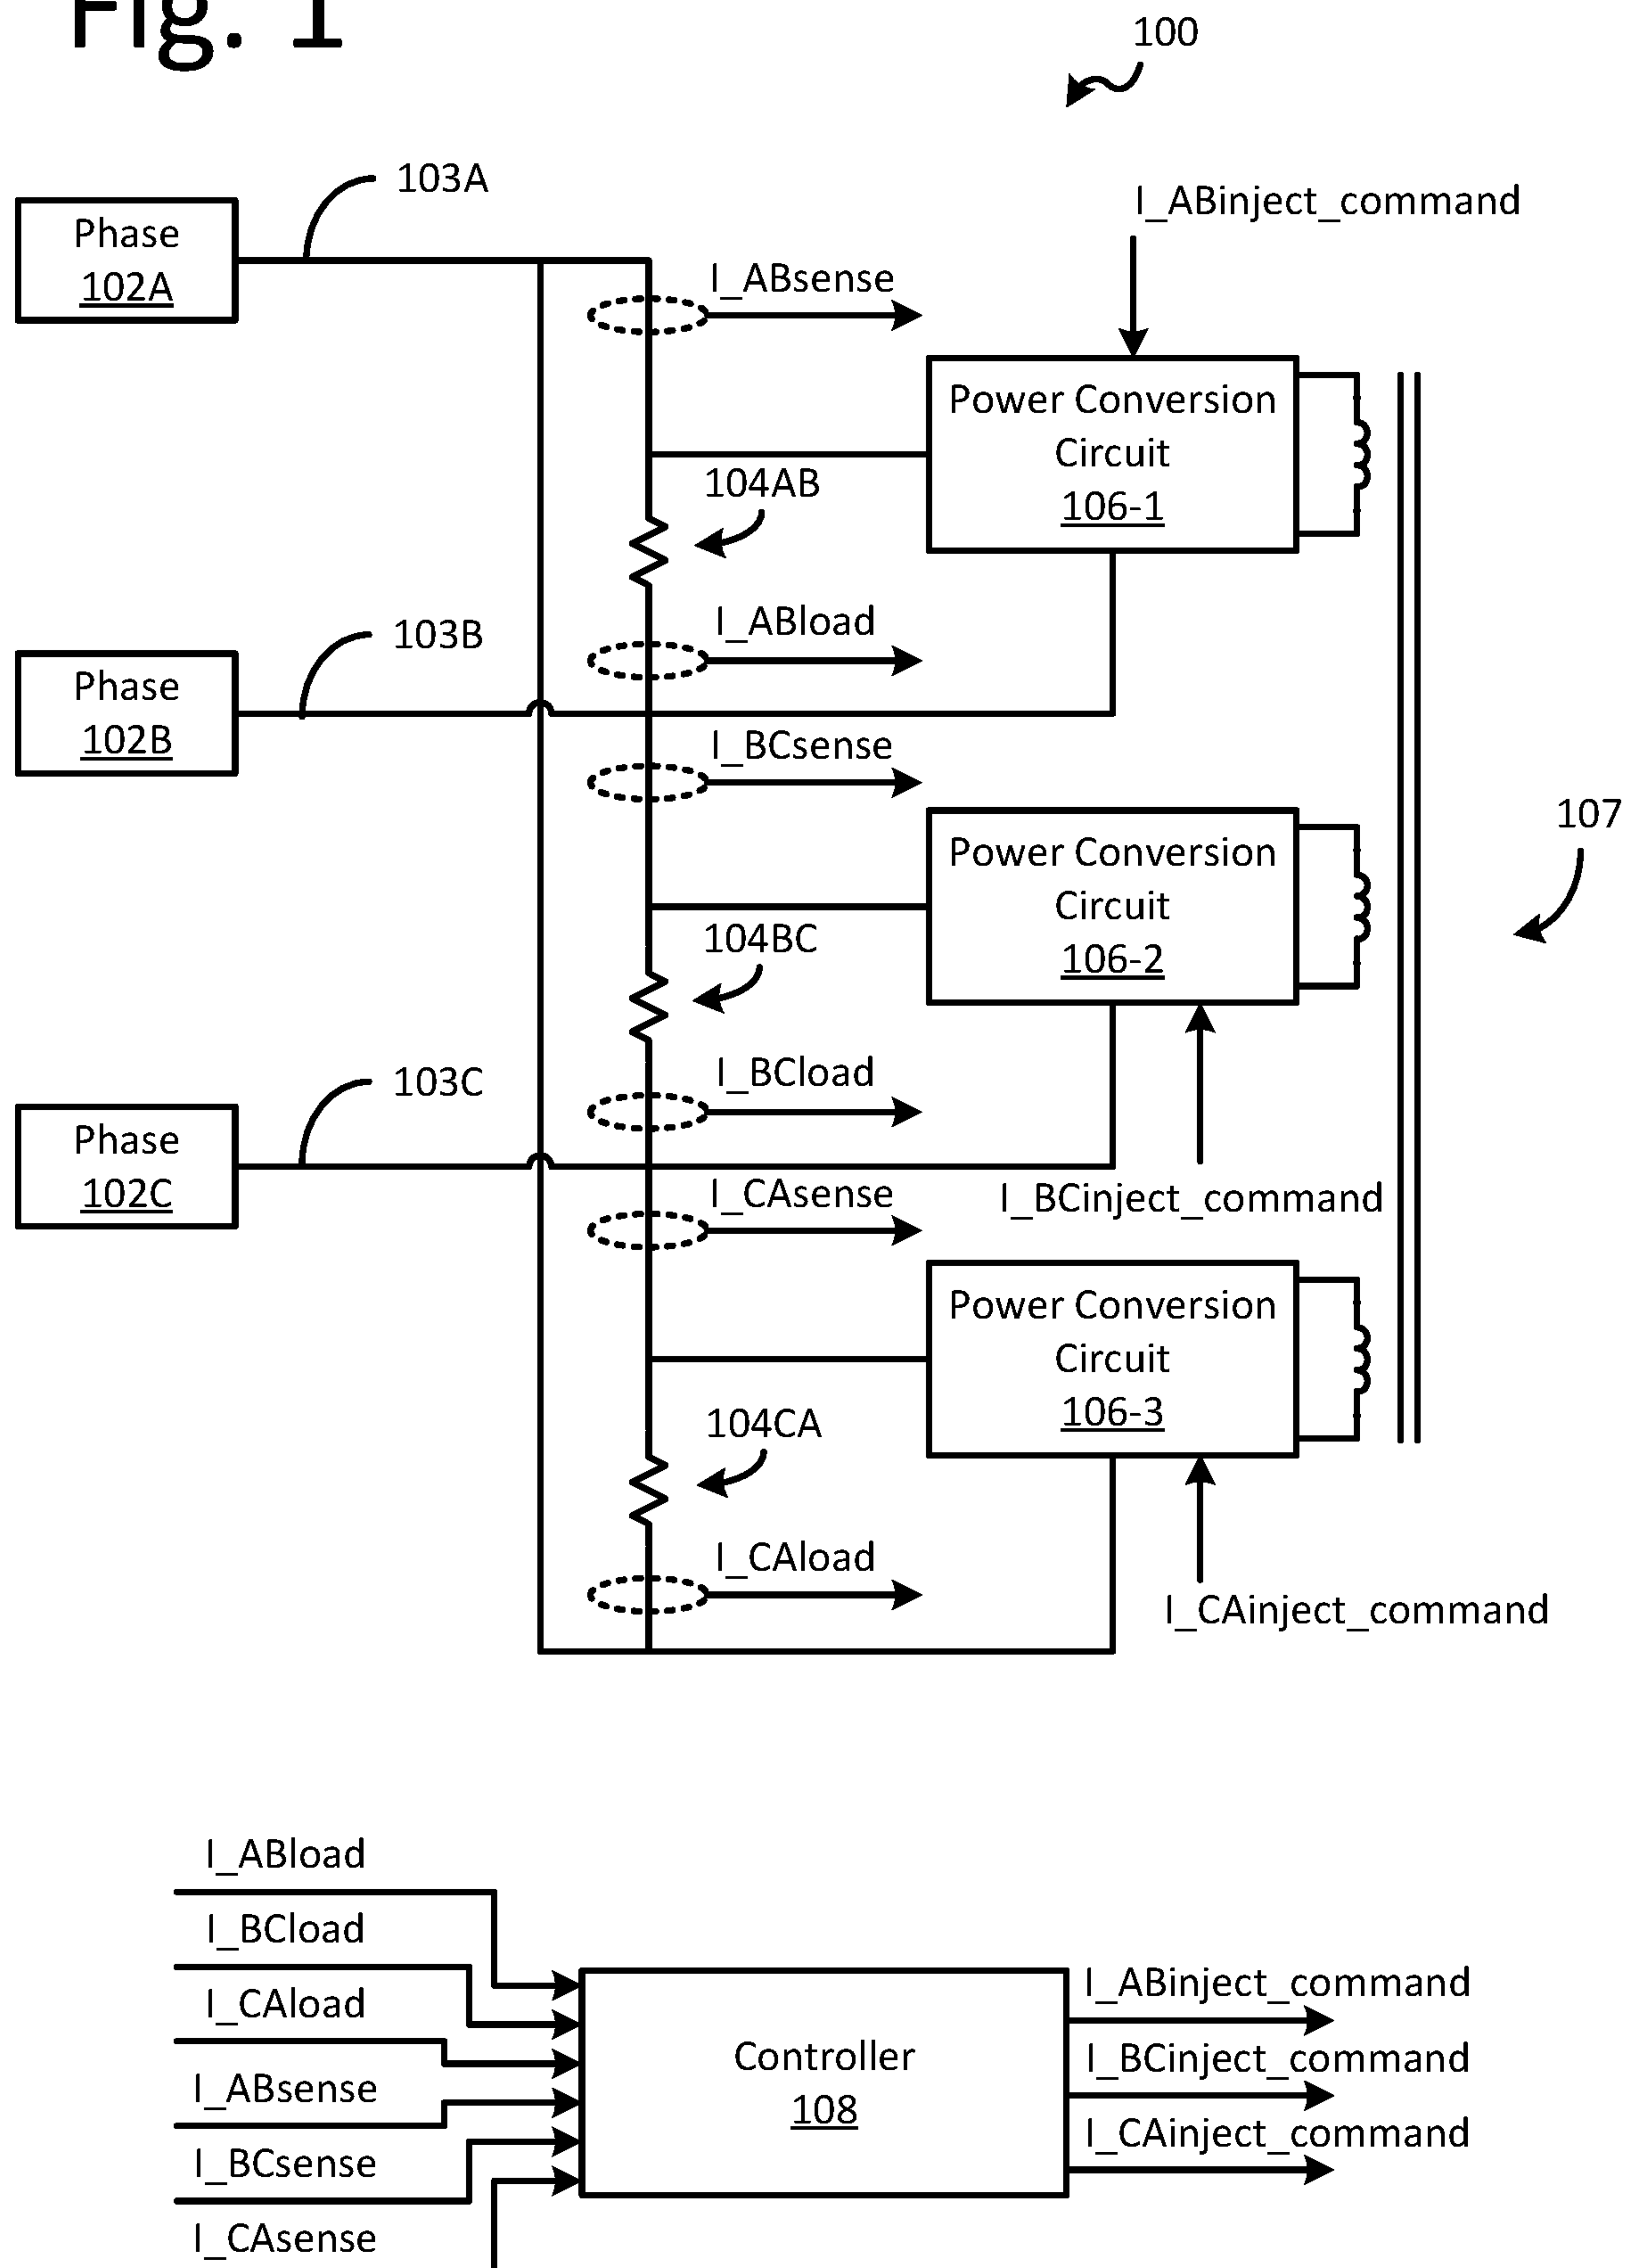 Fig. 1
100
103A
I_ABinject_command
Phase
102A
I_ABsense
Power Conversion
Circuit
106-1
104AB
I_ABload
103B
Phase
102B
I_BCsense
107
Power Conversion
Circuit
106-2
104BC
I_BCload
103C
Phase
102C
I_CAsense
I_BCinject_command
Power Conversion
Circuit
106-3
104CA
I_CAload
I_CAinject_command
I_ABload
I_BCload
I_CAload
I_ABsense
I_BCsense
I_CAsense
Controller
108
I_ABinject_command
I_BCinject_command
I_CAinject_command